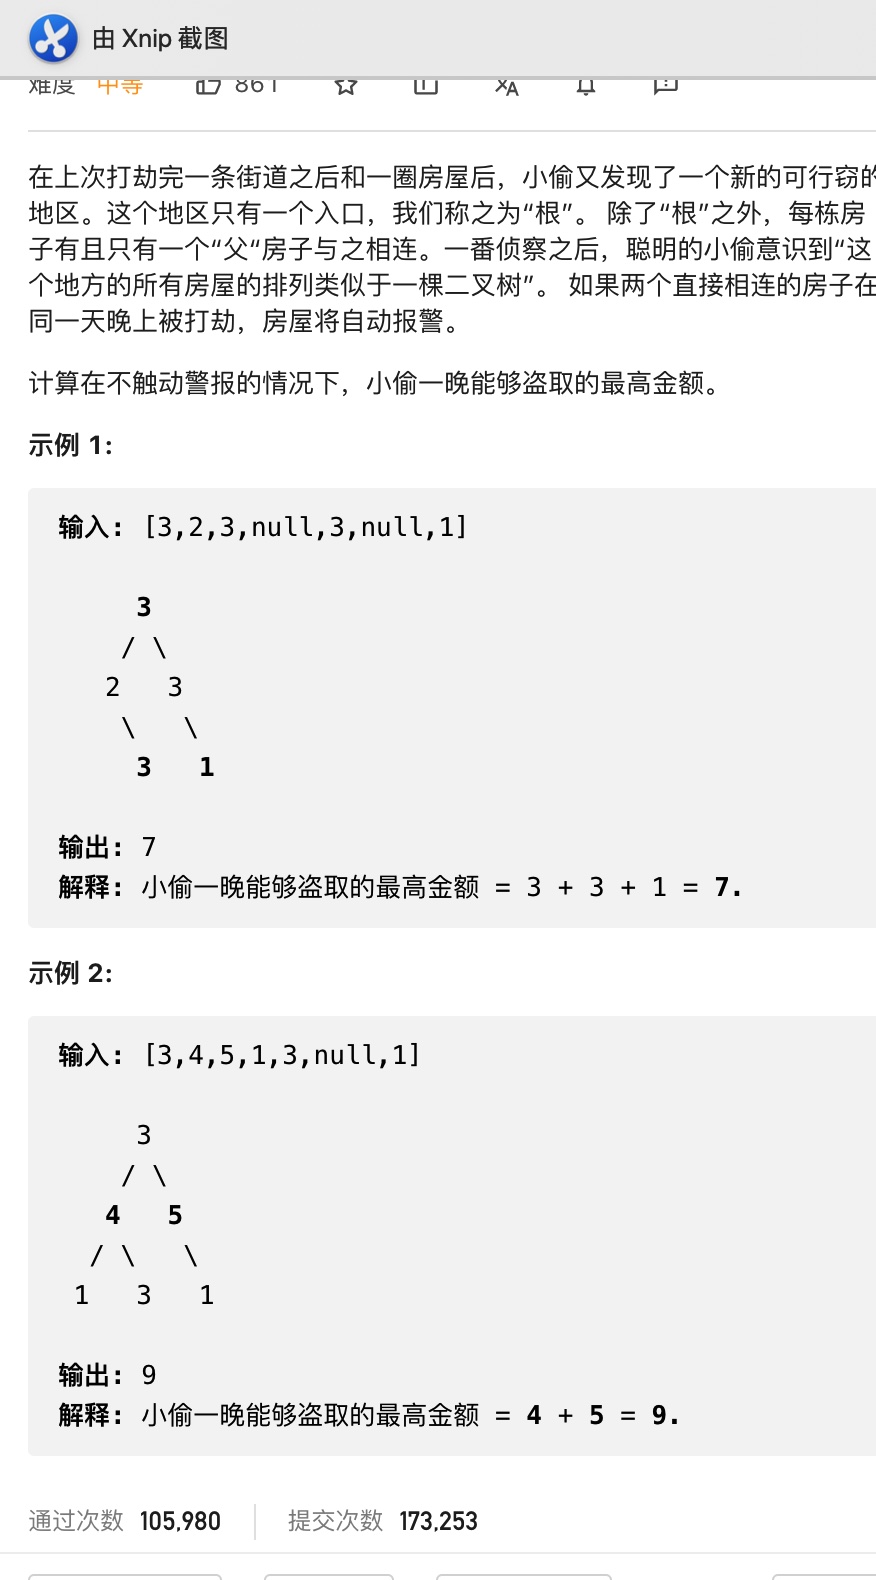 由 Xnip 截图
难度 中等 861
在上次打劫完一条街道之后和一圈房屋后，小偷又发现了一个新的可行窃的
地区。这个地区只有一个入口，我们称之为“根”。 除了“根”之外，每栋房
子有且只有一个“父“房子与之相连。一番侦察之后，聪明的小偷意识到“这
个地方的所有房屋的排列类似于一棵二叉树”。 如果两个直接相连的房子在
同一天晚上被打劫，房屋将自动报警。
计算在不触动警报的情况下，小偷一晚能够盗取的最高金额。
示例 1:
输入: [3,2,3,null,3,null,1]
3
/ \
2 3
\ \
3 1
输出: 7
解释: 小偷一晚能够盗取的最高金额 = 3 + 3 + 1 = 7.
示例 2:
输入: [3,4,5,1,3,null,1]
3
/ \
4 5
/ \ \
1 3 1
输出: 9
解释: 小偷一晚能够盗取的最高金额 = 4 + 5 = 9.
通过次数 105,980 提交次数 173,253